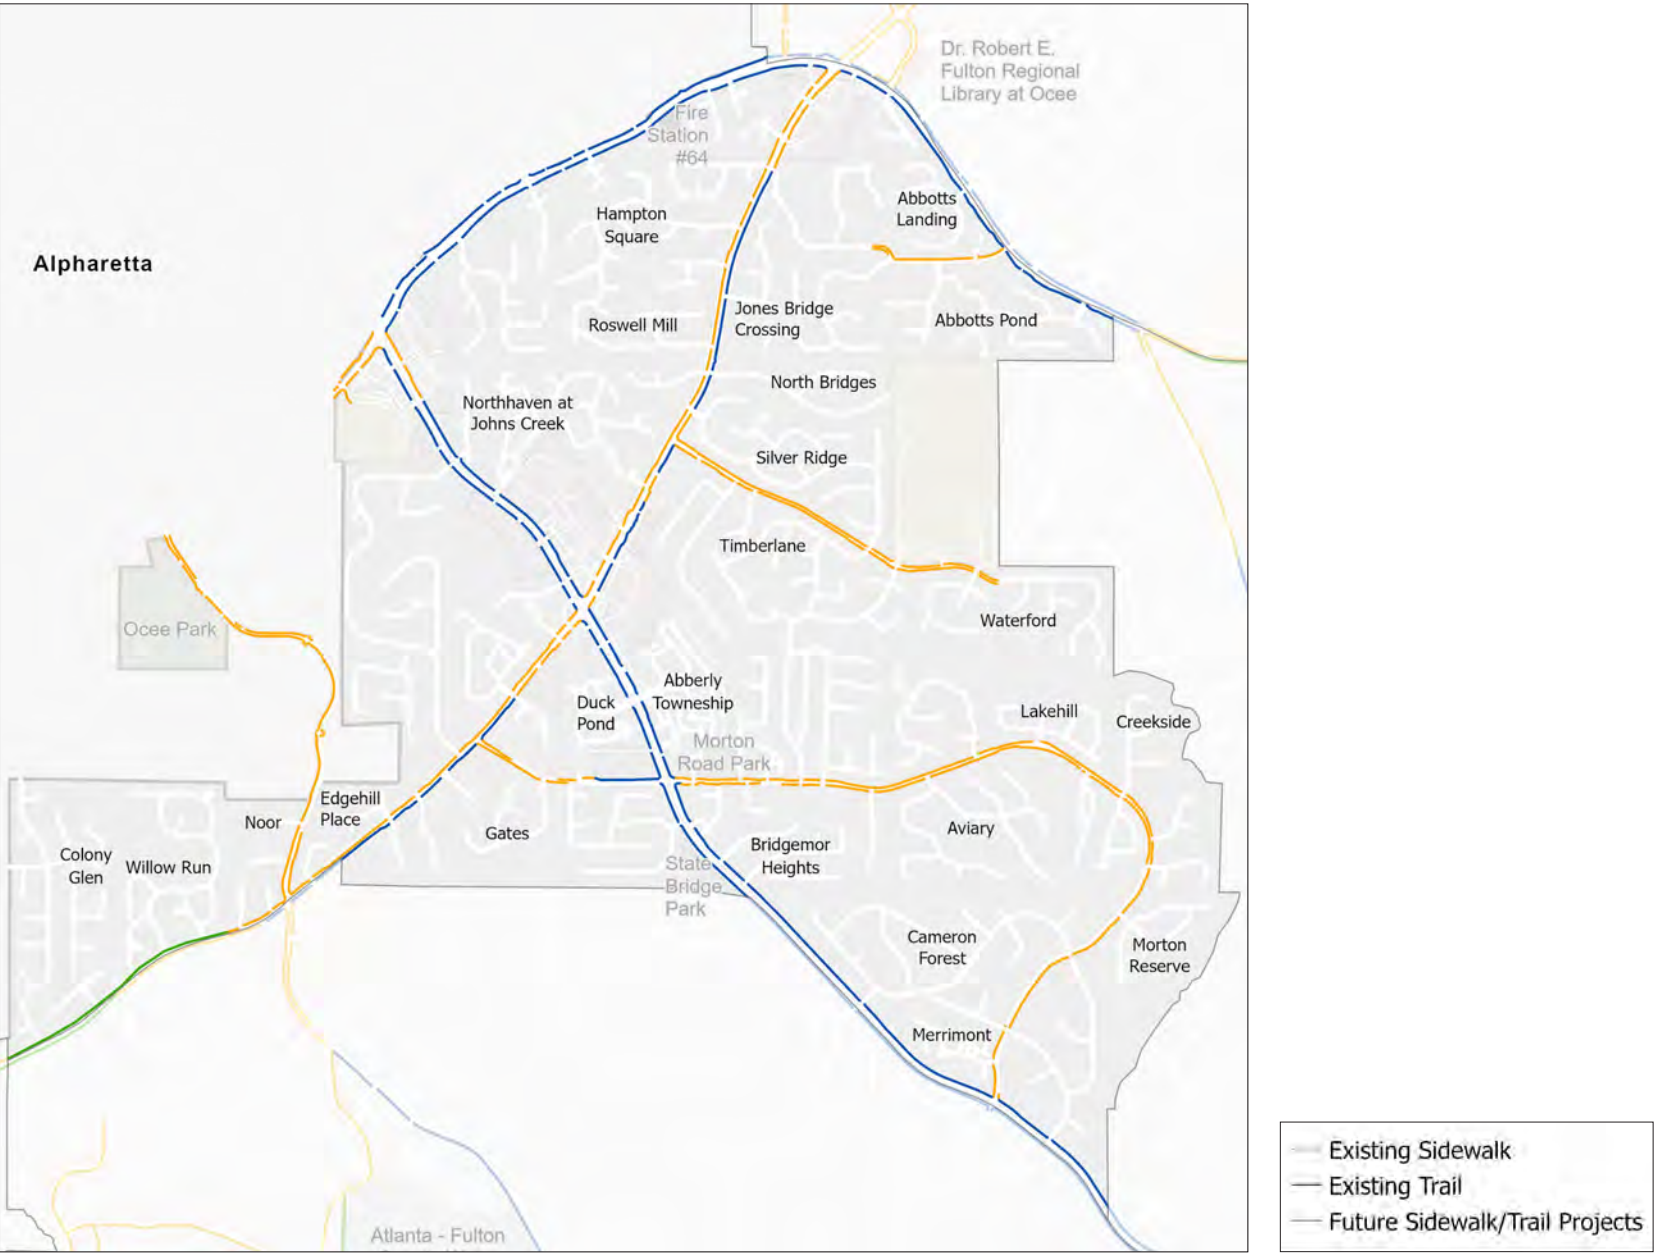 Dr. Robert E.
Fulton Regional
Library at Ocee
Fire
Station
#64
Abbotts
Landing
Hampton
Square
Alpharetta
Jones Bridge
Crossing
Roswell Mill
Abbotts Pond
North Bridges
Northhaven at
Johns Creek
Silver Ridge
Timberlane
Ocee Park
Waterford
Abberly
Towneship
Duck
Pond
Lakehill
Creekside
Morton
Road Park
Edgehill
Place
Noor
Gates
Aviary
Bridgemor
Heights
Colony
Glen
Willow Run
State
Bridge
Park
Cameron
Forest
Morton
Reserve
Merrimont
Atlanta - Fulton
Existing Sidewalk
Existing Trail
Future Sidewalk/Trail Projects